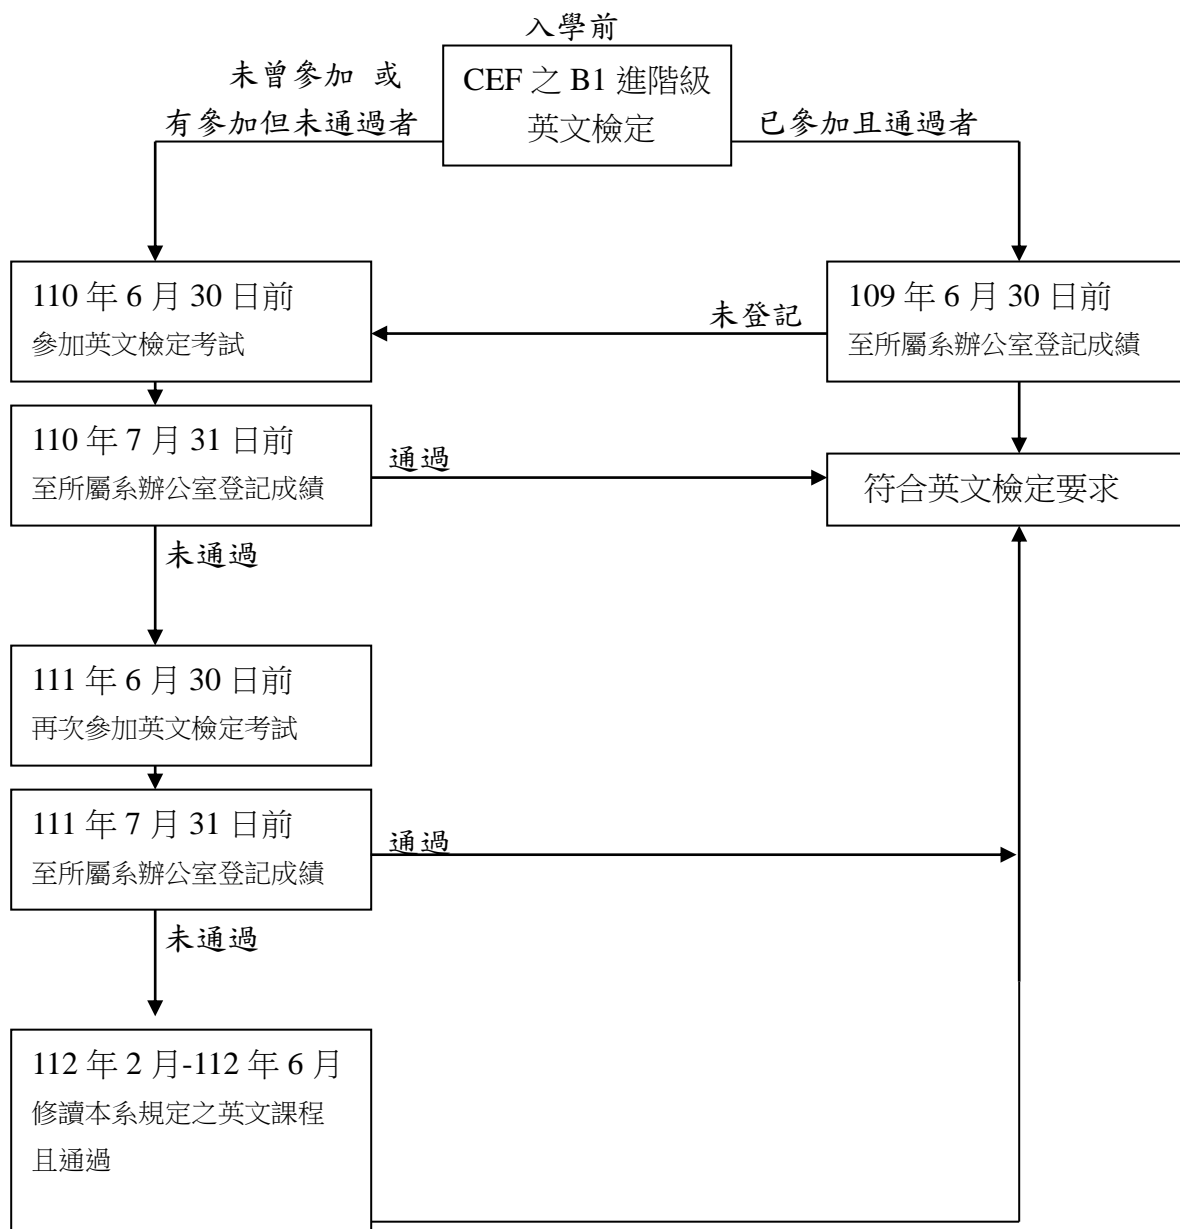 入學前
CEF 之 B1 進階級
英文檢定
未曾參加 或
有參加但未通過者
已參加且通過者
110 年 6 月 30 日前
參加英文檢定考試
未登記
109 年 6 月 30 日前
至所屬系辦公室登記成績
110 年 7 月 31 日前
至所屬系辦公室登記成績
通過
符合英文檢定要求
未通過
111 年 6 月 30 日前
再次參加英文檢定考試
111 年 7 月 31 日前
至所屬系辦公室登記成績
通過
未通過
112 年 2 月-112 年 6 月
修讀本系規定之英文課程
且通過